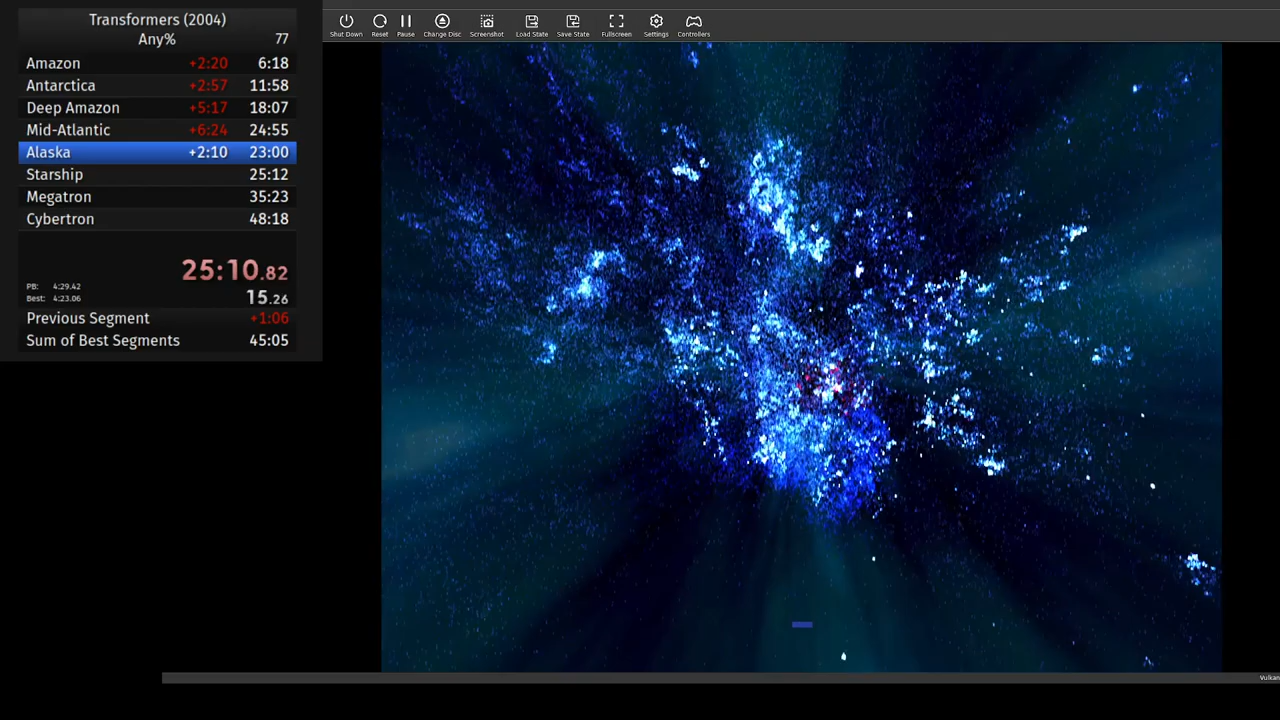 Transformers (2004)
Any% 77
Amazon +2:20 6:18
Antarctica +2:57 11:58
Deep Amazon +5:17 18:07
Mid-Atlantic +6:24 24:55
Alaska +2:10 23:00
Starship 25:12
Megatron 35:23
Cybertron 48:18
25:10.82
PB: 4:29.42
Best: 4:23.06
15.26
Previous Segment +1:06
Sum of Best Segments 45:05
Shut Down Reset Pause Change Disc Screenshot Load State Save State Fullscreen Settings Controllers
Vulkan